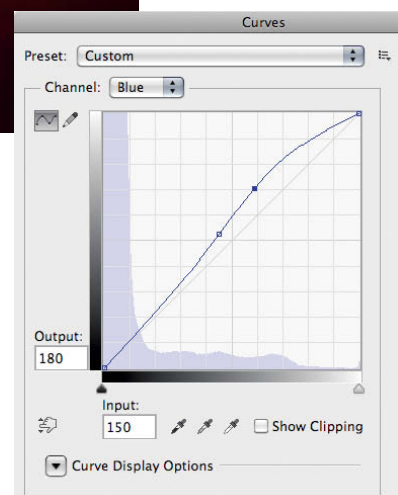 Curves
Preset: Custom
Channel: Blue
Output:
180
Input:
150
Show Clipping
Curve Display Options